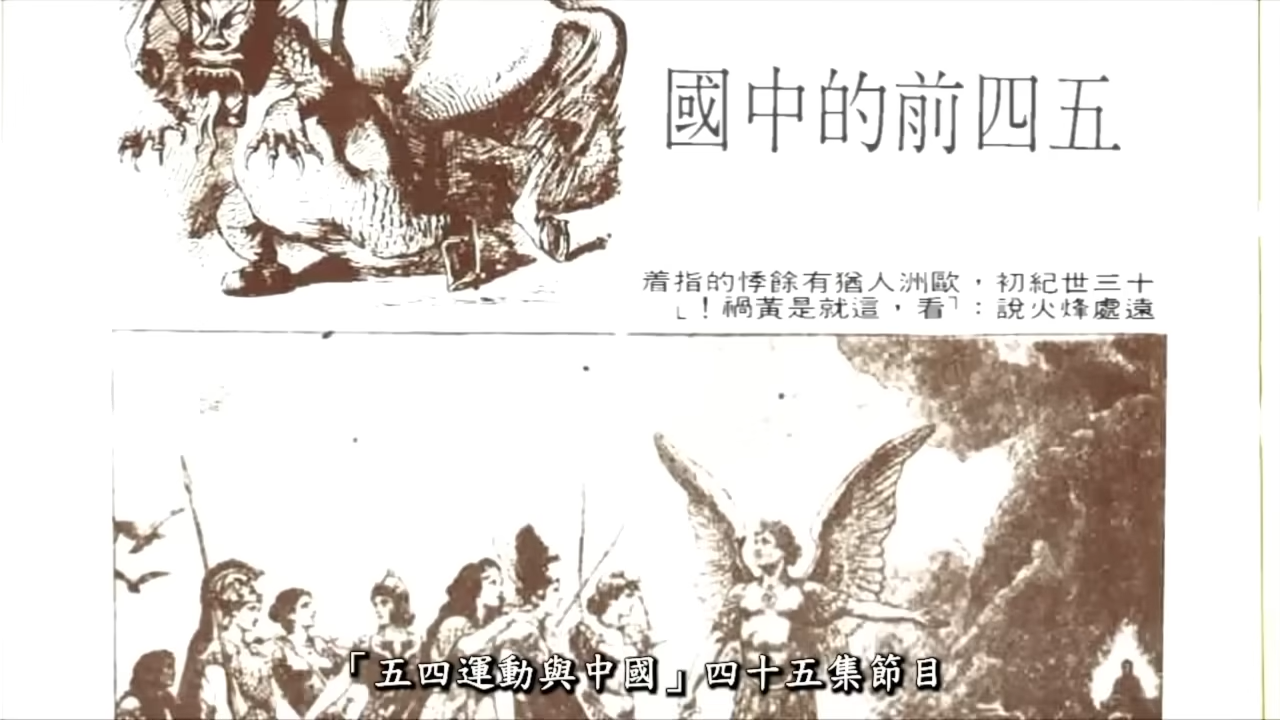 五四前的中國
十三世紀初，歐洲人猶有餘悸的指着
遠處烽火說：「看，這就是黃禍！」
「五四運動與中國」四十五集節目